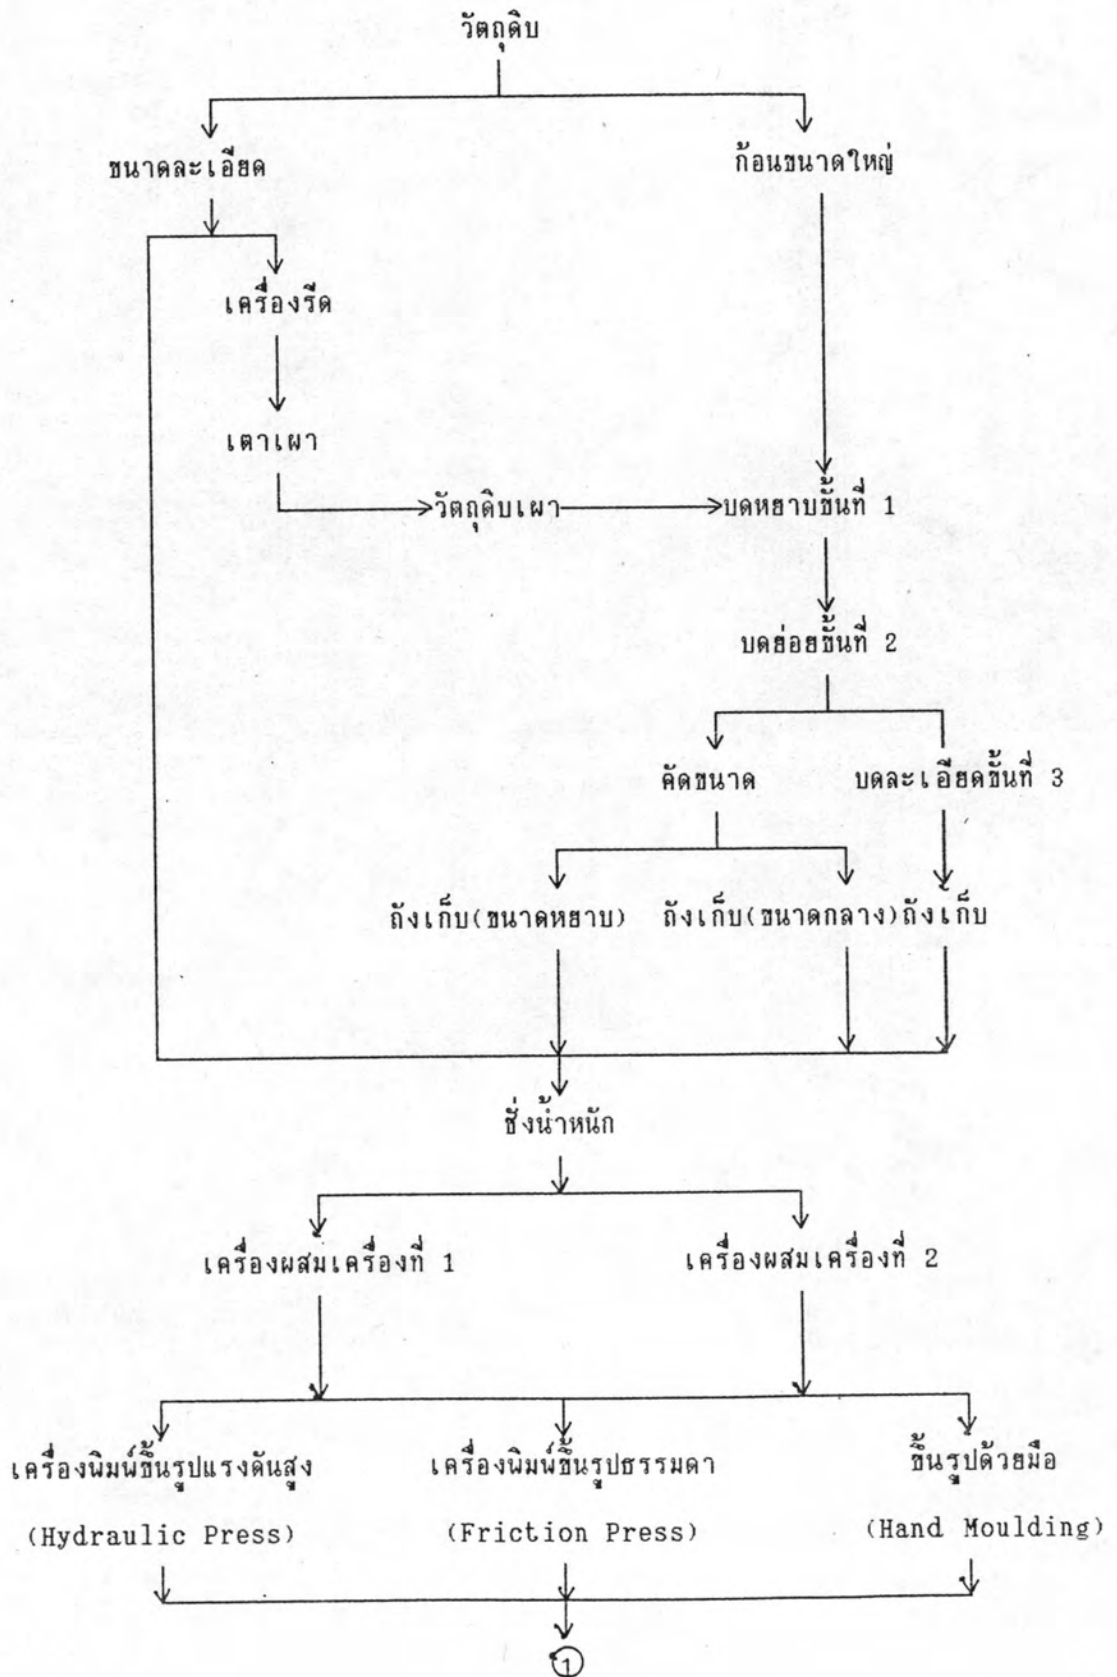 วัตถุดิบ
ขนาดละเอียด
ก้อนขนาดใหญ่
เครื่องรีด
เตาเผา
วัตถุดิบเผา
บดหยาบขั้นที่ 1
บดย่อยขั้นที่ 2
คัดขนาด
บดละเอียดขั้นที่ 3
ถังเก็บ(ขนาดหยาบ)
ถังเก็บ(ขนาดกลาง)
ถังเก็บ
ชั่งน้ำหนัก
เครื่องผสมเครื่องที่ 1
เครื่องผสมเครื่องที่ 2
เครื่องพิมพ์ขึ้นรูปแรงดันสูง
(Hydraulic Press)
เครื่องพิมพ์ขึ้นรูปธรรมดา
(Friction Press)
ขึ้นรูปด้วยมือ
(Hand Moulding)
1